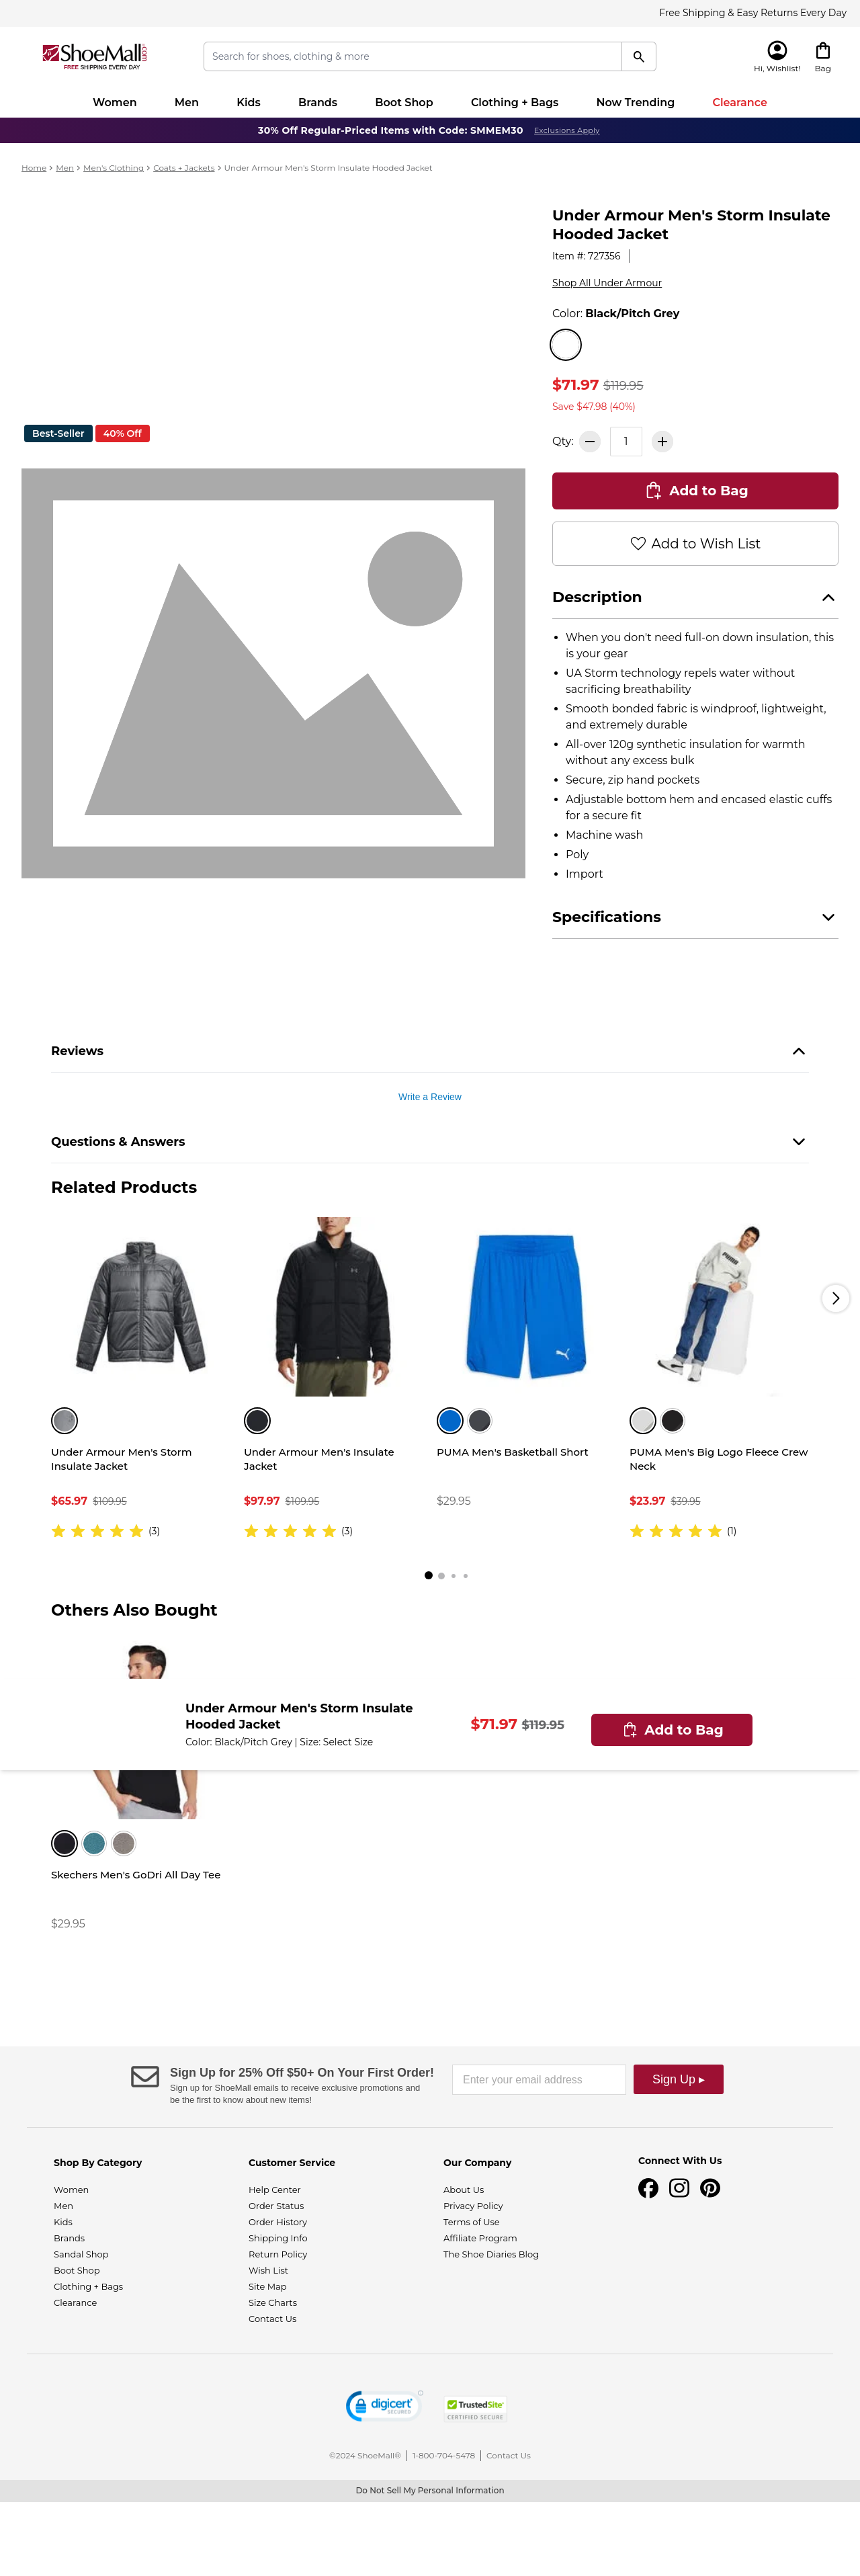 Free Shipping & Easy Returns Every Day
ShoeMall.com
FREE SHIPPING EVERY DAY
Search for shoes, clothing & more
Hi, Wishlist!
Bag
Women
Men
Kids
Brands
Boot Shop
Clothing + Bags
Now Trending
Clearance
30% Off Regular-Priced Items with Code: SMMEM30 Exclusions Apply
Home > Men > Men's Clothing > Coats + Jackets > Under Armour Men's Storm Insulate Hooded Jacket
Under Armour Men's Storm Insulate
Hooded Jacket
Item #: 727356
Shop All Under Armour
Color: Black/Pitch Grey
$71.97 $119.95
Save $47.98 (40%)
Best-Seller
40% Off
Qty:
1
Add to Bag
Add to Wish List
Description
• When you don't need full-on down insulation, this
is your gear
• UA Storm technology repels water without
sacrificing breathability
• Smooth bonded fabric is windproof, lightweight,
and extremely durable
• All-over 120g synthetic insulation for warmth
without any excess bulk
• Secure, zip hand pockets
• Adjustable bottom hem and encased elastic cuffs
for a secure fit
• Machine wash
• Poly
• Import
Specifications
Reviews
Write a Review
Questions & Answers
Related Products
PUMA
Under Armour Men's Storm
Insulate Jacket
$65.97 $109.95
(3)
Under Armour Men's Insulate
Jacket
$97.97 $109.95
(3)
PUMA Men's Basketball Short
$29.95
PUMA Men's Big Logo Fleece Crew
Neck
$23.97 $39.95
(1)
Others Also Bought
Under Armour Men's Storm Insulate
Hooded Jacket
Color: Black/Pitch Grey | Size: Select Size
$71.97 $119.95
Add to Bag
Skechers Men's GoDri All Day Tee
$29.95
Sign Up for 25% Off $50+ On Your First Order!
Sign up for ShoeMall emails to receive exclusive promotions and
be the first to know about new items!
Enter your email address
Sign Up ▸
Shop By Category
Women
Men
Kids
Brands
Sandal Shop
Boot Shop
Clothing + Bags
Clearance
Customer Service
Help Center
Order Status
Order History
Shipping Info
Return Policy
Wish List
Site Map
Size Charts
Contact Us
Our Company
About Us
Privacy Policy
Terms of Use
Affiliate Program
The Shoe Diaries Blog
Connect With Us
digicert
TrustedSite
CERTIFIED SECURE
©2024 ShoeMall® | 1-800-704-5478 | Contact Us
Do Not Sell My Personal Information